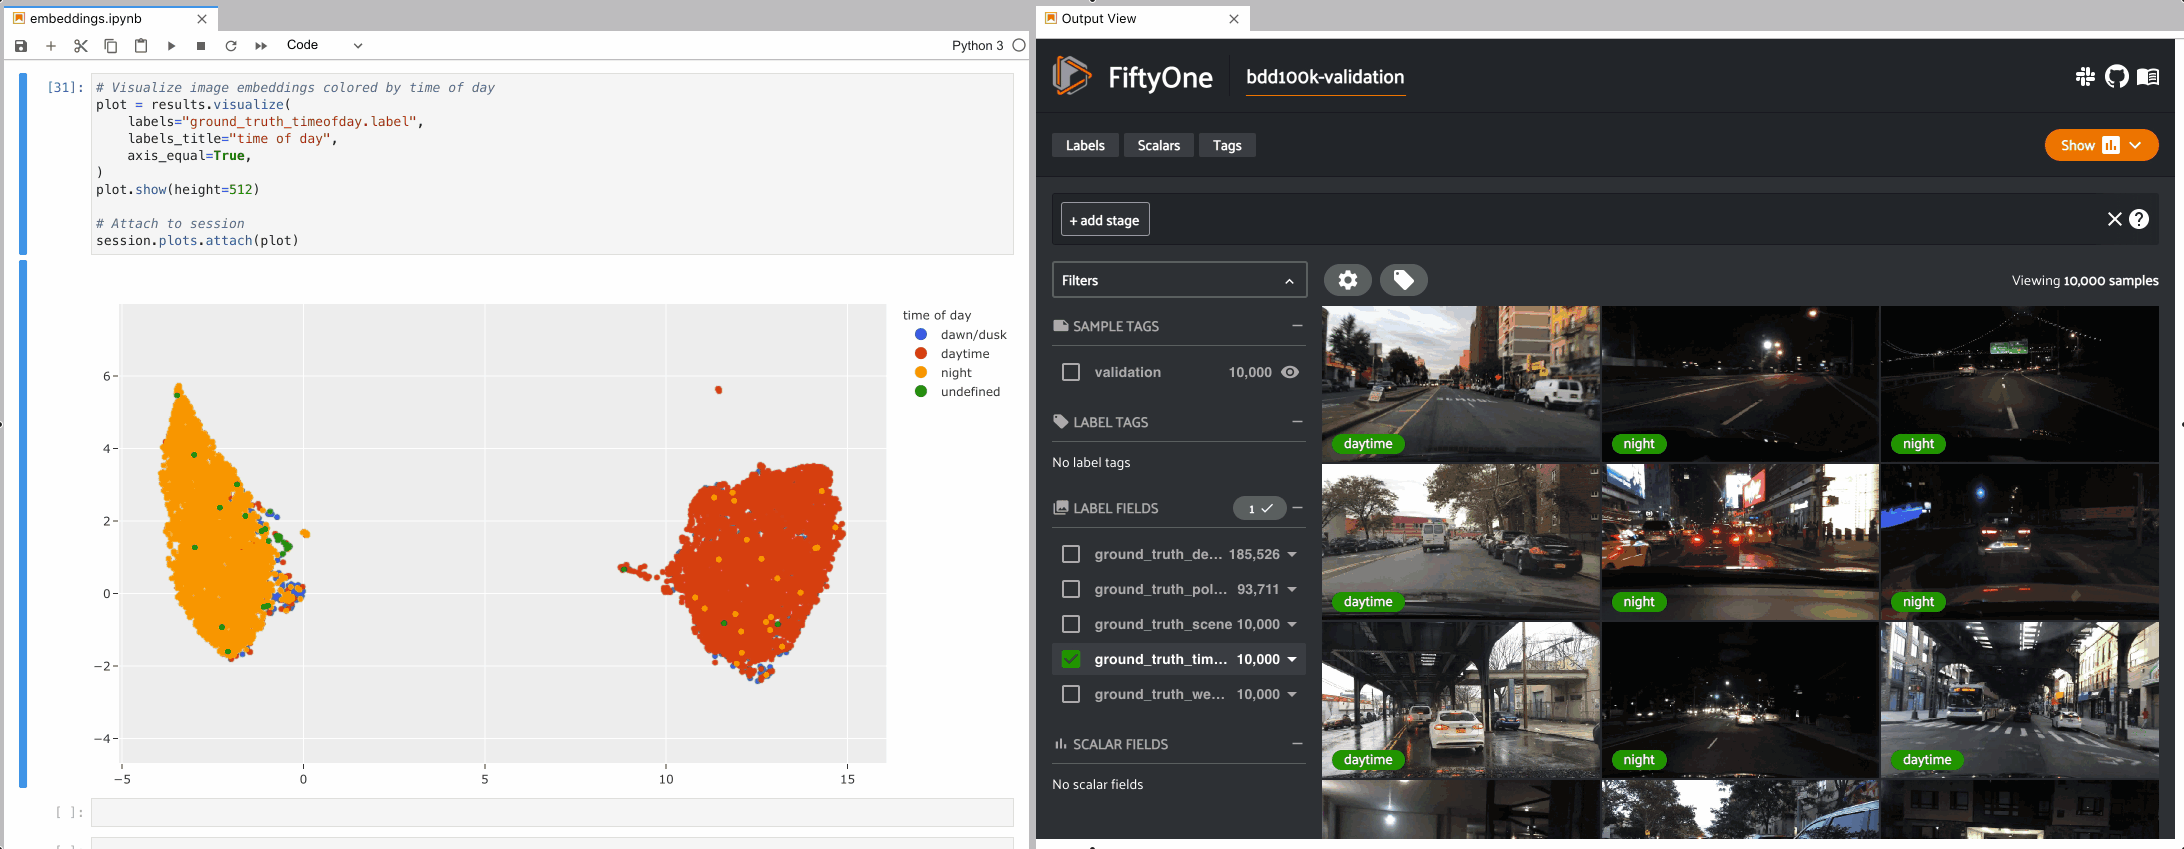 embeddings.ipynb
Code
Python 3
[31]:
# Visualize image embeddings colored by time of day
plot = results.visualize(
    labels="ground_truth_timeofday.label",
    labels_title="time of day",
    axis_equal=True,
)
plot.show(height=512)
# Attach to session
session.plots.attach(plot)
time of day
dawn/dusk
daytime
night
undefined
6
4
2
0
−2
−4
−5 0 5 10 15
[ ]:
[ ]:
Output View
FiftyOne bdd100k-validation
Labels Scalars Tags
Show
+ add stage
Filters
Viewing 10,000 samples
SAMPLE TAGS
validation 10,000
LABEL TAGS
No label tags
LABEL FIELDS 1
ground_truth_de... 185,526
ground_truth_pol... 93,711
ground_truth_scene 10,000
ground_truth_tim... 10,000
ground_truth_we... 10,000
SCALAR FIELDS
No scalar fields
daytime night night
daytime night night
daytime night daytime